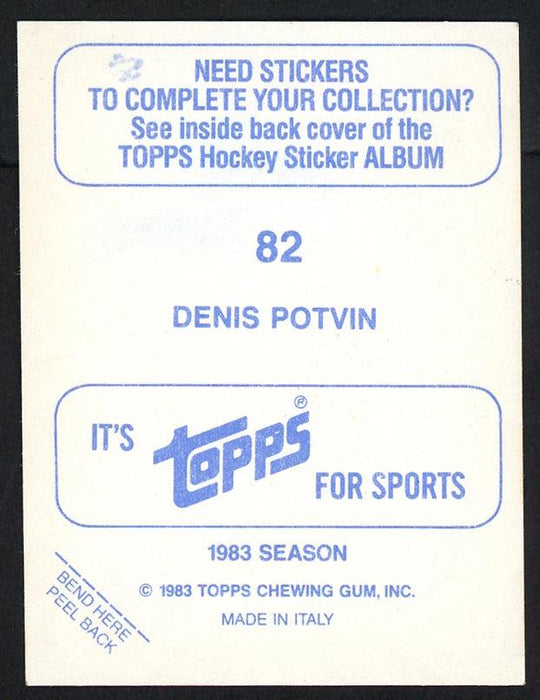 NEED STICKERS
TO COMPLETE YOUR COLLECTION?
See inside back cover of the
TOPPS Hockey Sticker ALBUM
82
DENIS POTVIN
IT'S topps® FOR SPORTS
1983 SEASON
© 1983 TOPPS CHEWING GUM, INC.
MADE IN ITALY
BEND HERE
PEEL BACK